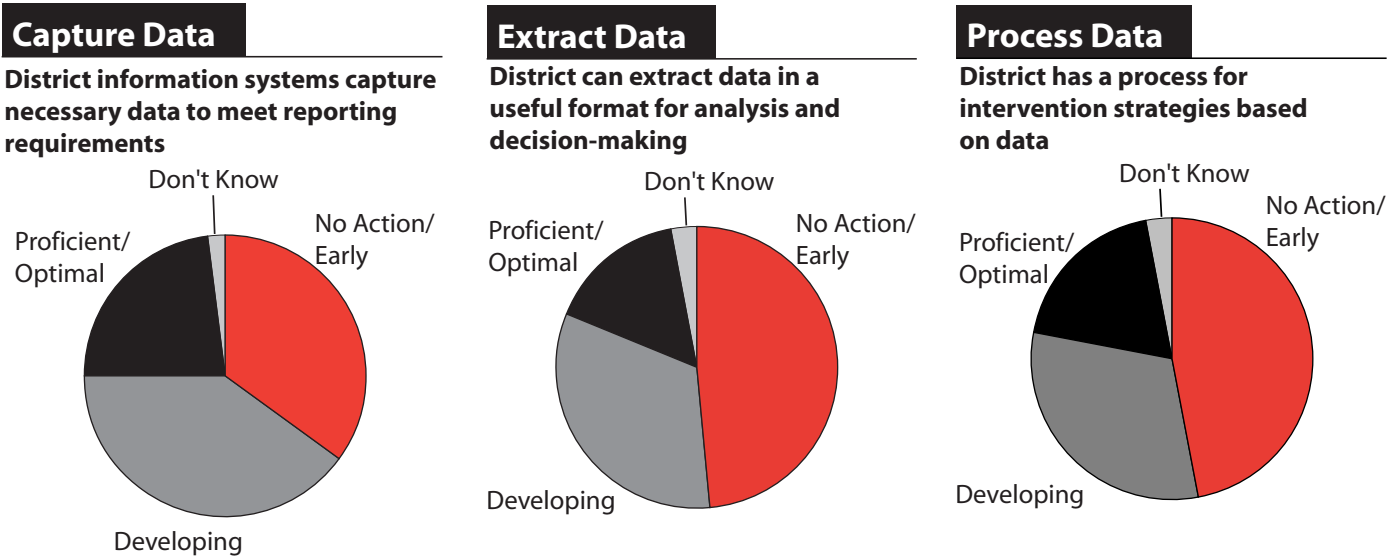 Capture Data
District information systems capture
necessary data to meet reporting
requirements
Don't Know
No Action/
Early
Proficient/
Optimal
Developing
Extract Data
District can extract data in a
useful format for analysis and
decision-making
Don't Know
No Action/
Early
Proficient/
Optimal
Developing
Process Data
District has a process for
intervention strategies based
on data
Don't Know
No Action/
Early
Proficient/
Optimal
Developing